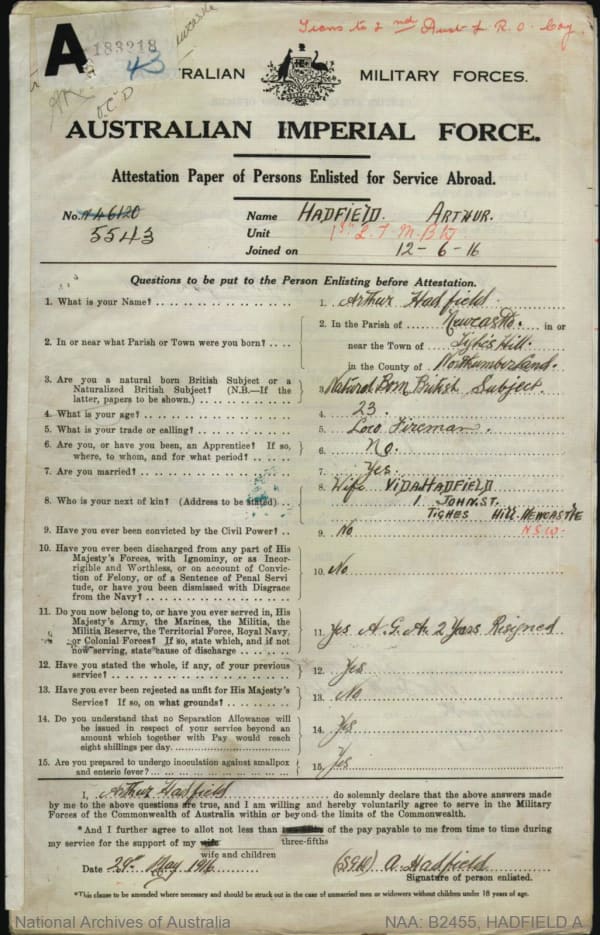 Trans to 2nd Aust L R. O. Coy.
A 183218
43
O.C.D
Newcastle
RALIAN MILITARY FORCES.
AUSTRALIAN IMPERIAL FORCE.
Attestation Paper of Persons Enlisted for Service Abroad.
No. N46120
5543
Name HADFIELD. ARTHUR.
Unit
Joined on 12-6-16
Questions to be put to the Person Enlisting before Attestation.
1. What is your Name? 1. Arthur Hadfield.
2. In or near what Parish or Town were you born? 2. In the Parish of Newcastle. in or
near the Town of Tighe's Hill.
in the County of Northumberland.
3. Are you a natural born British Subject or a
Naturalized British Subject? (N.B.—If the
latter, papers to be shown.) 3. Natural Born British Subject.
4. What is your age? 4. 23.
5. What is your trade or calling? 5. Loco Fireman.
6. Are you, or have you been, an Apprentice? If so,
where, to whom, and for what period? 6. No.
7. Are you married? 7. Yes.
8. Who is your next of kin? (Address to be stated) 8. Wife VIDA HADFIELD
1 JOHN ST.
TIGHES HILL NEWCASTLE
N.S.W.
9. Have you ever been convicted by the Civil Power? 9. No
10. Have you ever been discharged from any part of His
Majesty's Forces, with Ignominy, or as Incor-
rigible and Worthless, or on account of Convic-
tion of Felony, or of a Sentence of Penal Servi
tude, or have you been dismissed with Disgrace
from the Navy? 10. No
11. Do you now belong to, or have you ever served in, His
Majesty's Army, the Marines, the Militia, the
Militia Reserve, the Territorial Force, Royal Navy,
or Colonial Forces? If so, state which, and if not
now serving, state cause of discharge 11. Yes A. G. A. 2 Years Resigned
12. Have you stated the whole, if any, of your previous
service? 12. Yes
13. Have you ever been rejected as unfit for His Majesty's
Service? If so, on what grounds? 13. No
14. Do you understand that no Separation Allowance will
be issued in respect of your service beyond an
amount which together with Pay would reach
eight shillings per day. 14. Yes
15. Are you prepared to undergo inoculation against smallpox
and enteric fever? 15. Yes
I, Arthur Hadfield do solemnly declare that the above answers made
by me to the above questions are true, and I am willing and hereby voluntarily agree to serve in the Military
Forces of the Commonwealth of Australia within or beyond the limits of the Commonwealth.
*And I further agree to allot not less than three-fifths of the pay payable to me from time to time during
my service for the support of my wife
wife and children
Date 29th May 1916 (SGD) A. Hadfield
Signature of person enlisted.
*This clause to be amended where necessary and should be struck out in the case of unmarried men or widowers without children under 18 years of age.
National Archives of Australia NAA: B2455, HADFIELD A